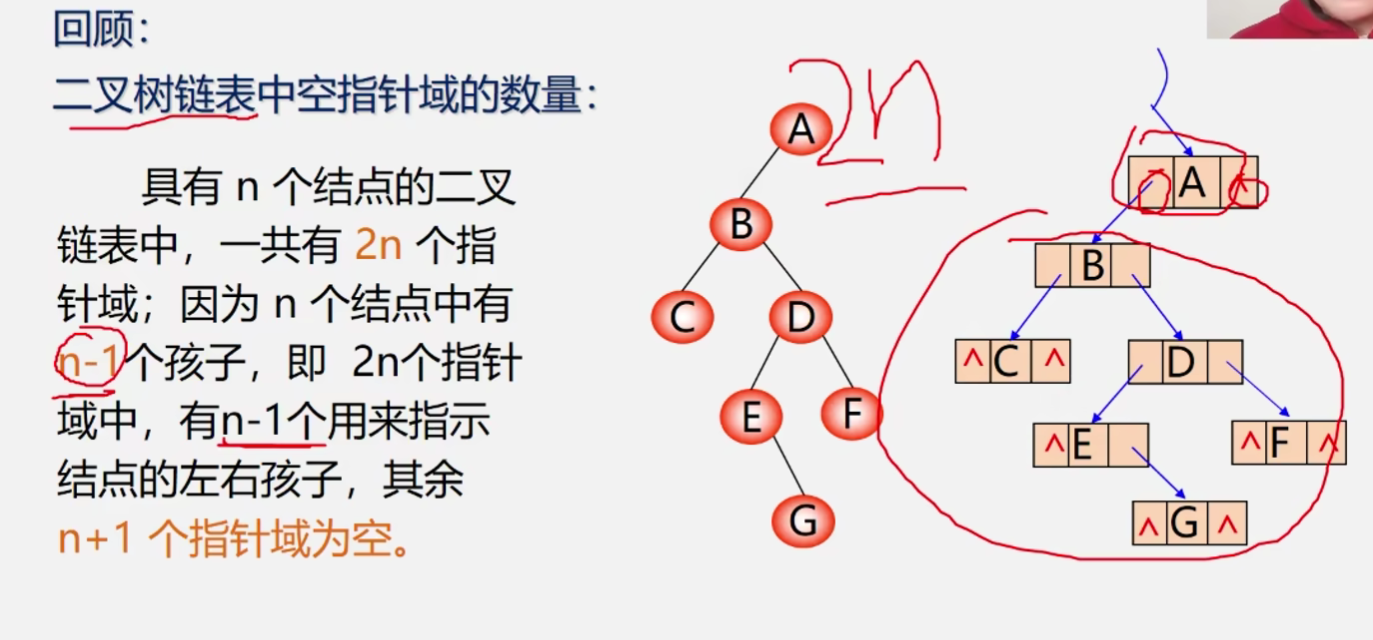 回顾：
二叉树链表中空指针域的数量：
具有 n 个结点的二叉
链表中，一共有 2n 个指
针域；因为 n 个结点中有
n-1个孩子，即 2n个指针
域中，有n-1个用来指示
结点的左右孩子，其余
n+1 个指针域为空。
2n
A
B
C D
E F
G
A ^
B
^ C ^ D
^ E ^ F ^
^ G ^